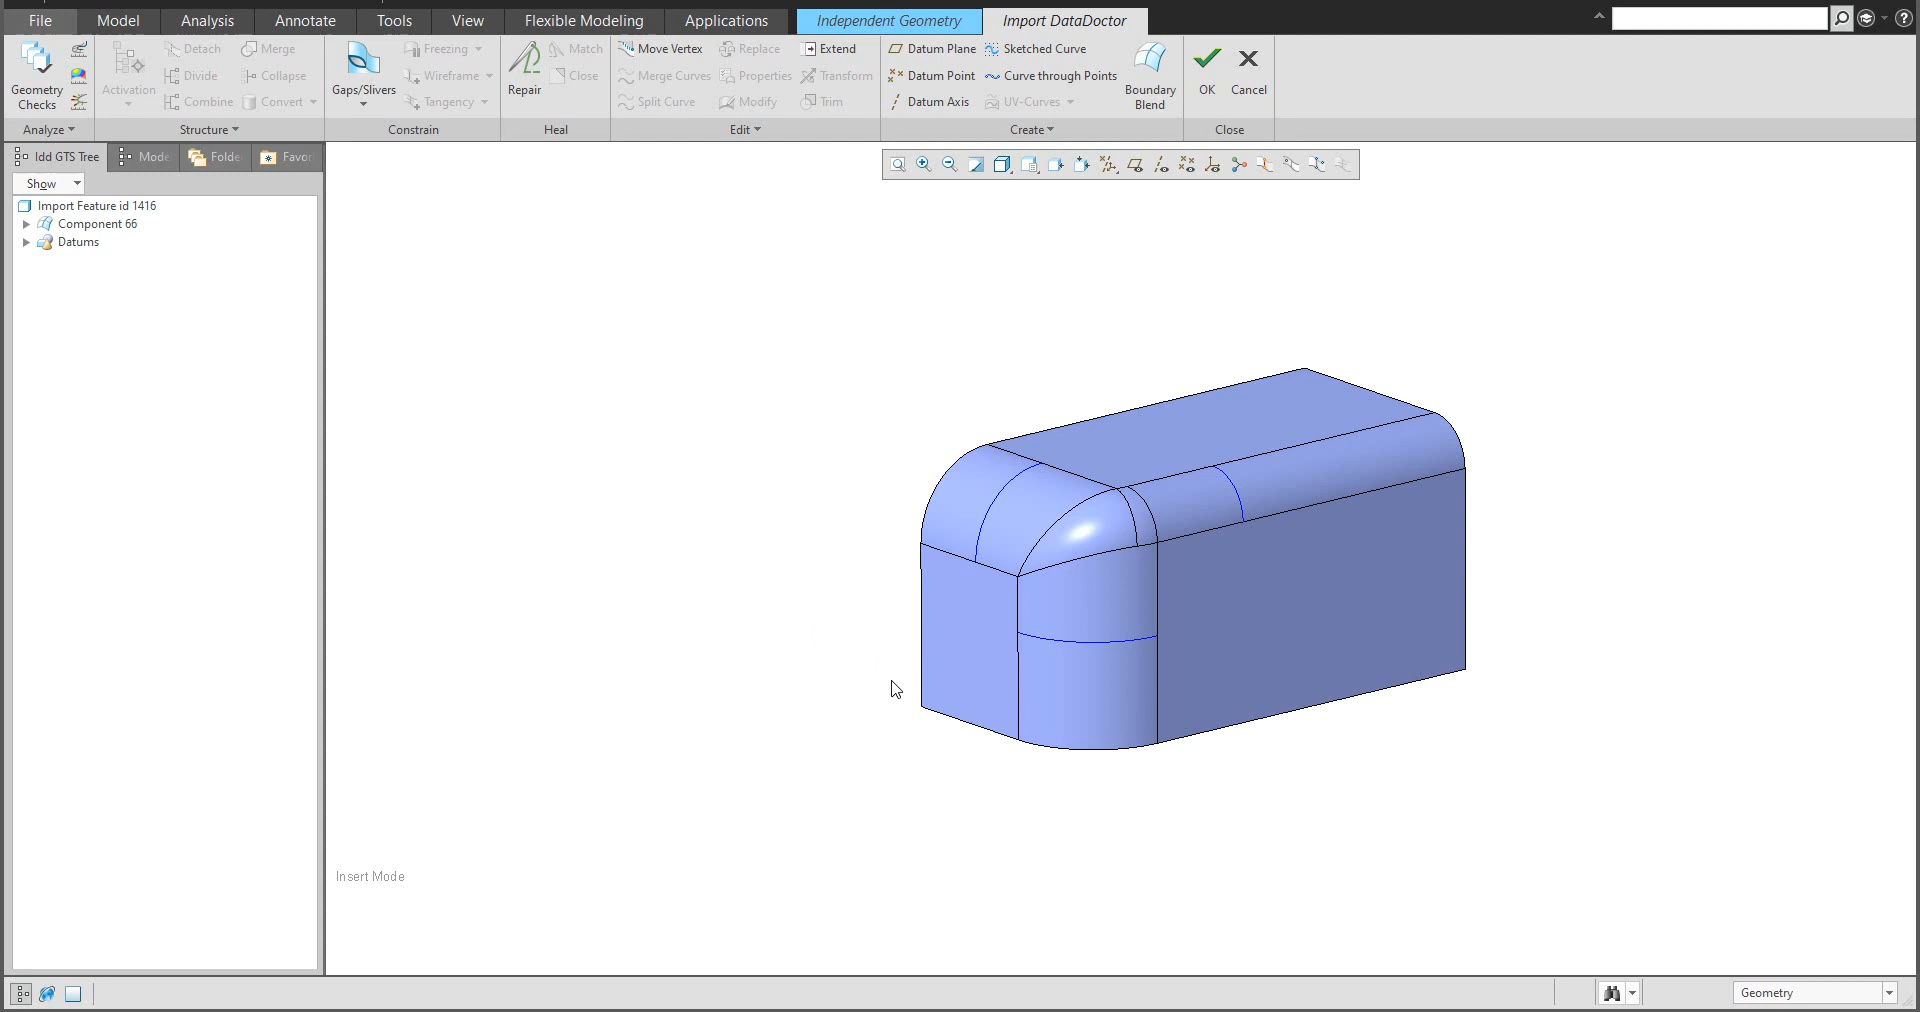 File Model Analysis Annotate Tools View Flexible Modeling Applications Independent Geometry Import DataDoctor
Detach Merge Freezing Match Move Vertex Replace Extend Datum Plane Sketched Curve
Divide Collapse Wireframe Close Merge Curves Properties Transform Datum Point Curve through Points
Geometry Checks Activation Gaps/Slivers Repair Boundary Blend OK Cancel
Combine Convert Tangency Split Curve Modify Trim Datum Axis UV-Curves
Analyze Structure Constrain Heal Edit Create Close
Idd GTS Tree Mode Folde Favor
Show
Import Feature id 1416
Component 66
Datums
Insert Mode
Geometry